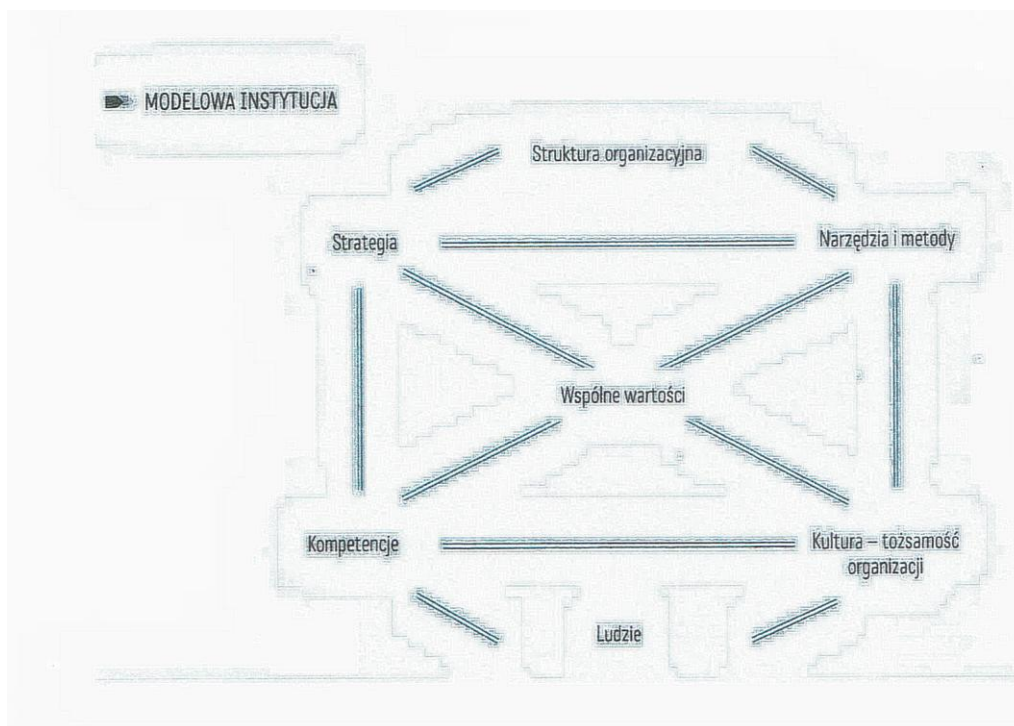 MODELOWA INSTYTUCJA
Struktura organizacyjna
Strategia
Narzędzia i metody
Wspólne wartości
Kompetencje
Kultura – tożsamość
organizacji
Ludzie